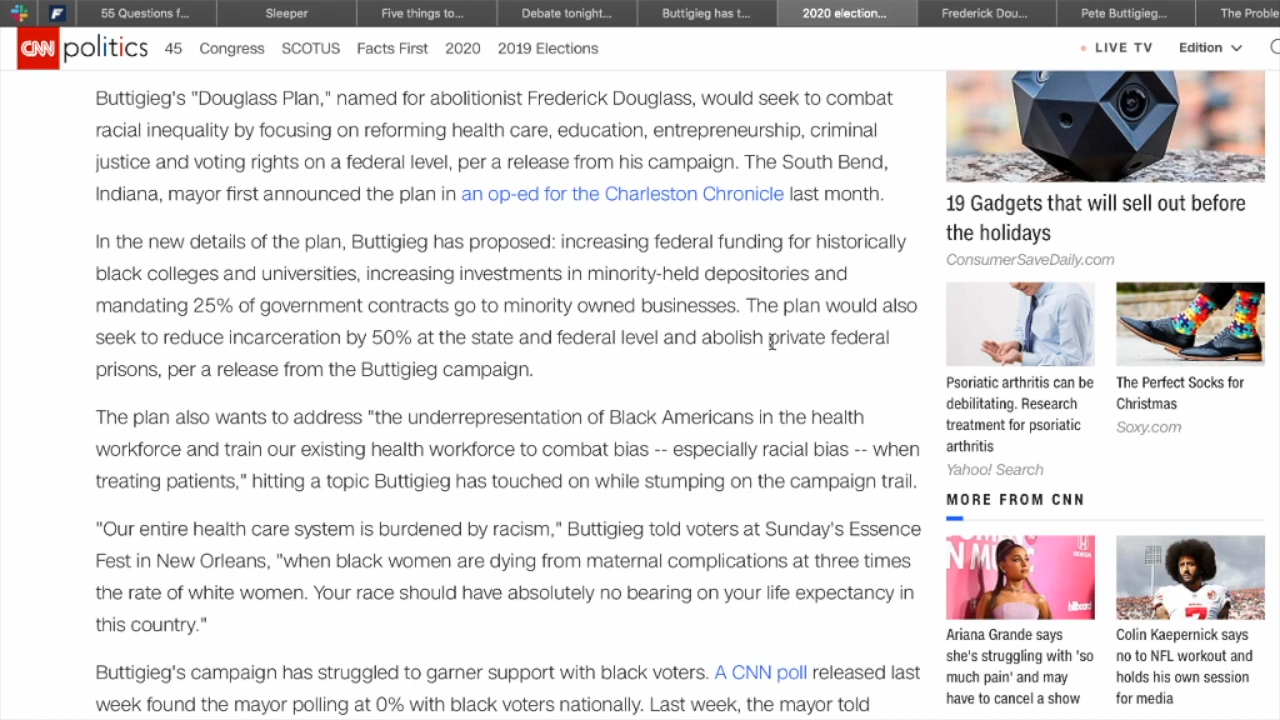 55 Questions f...
Sleeper
Five things to...
Debate tonight...
Buttigieg has t...
2020 election...
Frederick Dou...
Pete Buttigieg...
The Proble
CNN politics 45 Congress SCOTUS Facts First 2020 2019 Elections
LIVE TV Edition
Buttigieg's "Douglass Plan," named for abolitionist Frederick Douglass, would seek to combat
racial inequality by focusing on reforming health care, education, entrepreneurship, criminal
justice and voting rights on a federal level, per a release from his campaign. The South Bend,
Indiana, mayor first announced the plan in an op-ed for the Charleston Chronicle last month.
In the new details of the plan, Buttigieg has proposed: increasing federal funding for historically
black colleges and universities, increasing investments in minority-held depositories and
mandating 25% of government contracts go to minority owned businesses. The plan would also
seek to reduce incarceration by 50% at the state and federal level and abolish private federal
prisons, per a release from the Buttigieg campaign.
The plan also wants to address "the underrepresentation of Black Americans in the health
workforce and train our existing health workforce to combat bias -- especially racial bias -- when
treating patients," hitting a topic Buttigieg has touched on while stumping on the campaign trail.
"Our entire health care system is burdened by racism," Buttigieg told voters at Sunday's Essence
Fest in New Orleans, "when black women are dying from maternal complications at three times
the rate of white women. Your race should have absolutely no bearing on your life expectancy in
this country."
Buttigieg's campaign has struggled to garner support with black voters. A CNN poll released last
week found the mayor polling at 0% with black voters nationally. Last week, the mayor told
19 Gadgets that will sell out before
the holidays
ConsumerSaveDaily.com
Psoriatic arthritis can be
debilitating. Research
treatment for psoriatic
arthritis
Yahoo! Search
The Perfect Socks for
Christmas
Soxy.com
MORE FROM CNN
HONDA
billboard
Ariana Grande says
she's struggling with 'so
much pain' and may
have to cancel a show
Colin Kaepernick says
no to NFL workout and
holds his own session
for media